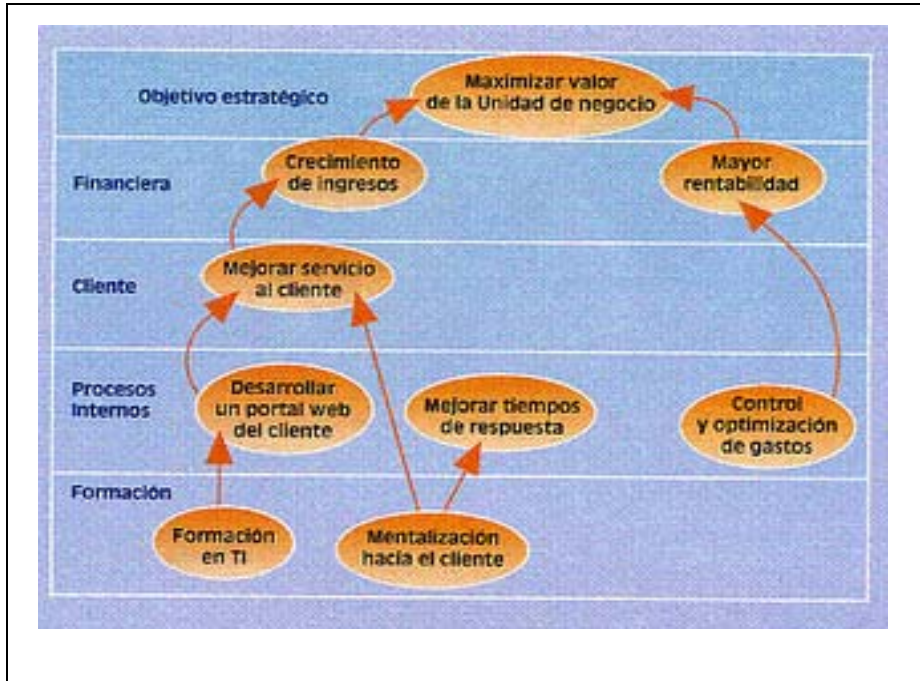 Objetivo estratégico
Maximizar valor
de la Unidad de negocio
Financiera
Crecimiento
de ingresos
Mayor
rentabilidad
Cliente
Mejorar servicio
al cliente
Procesos
Internos
Desarrollar
un portal web
del cliente
Mejorar tiempos
de respuesta
Control
y optimización
de gastos
Formación
Formación
en TI
Mentalización
hacia el cliente